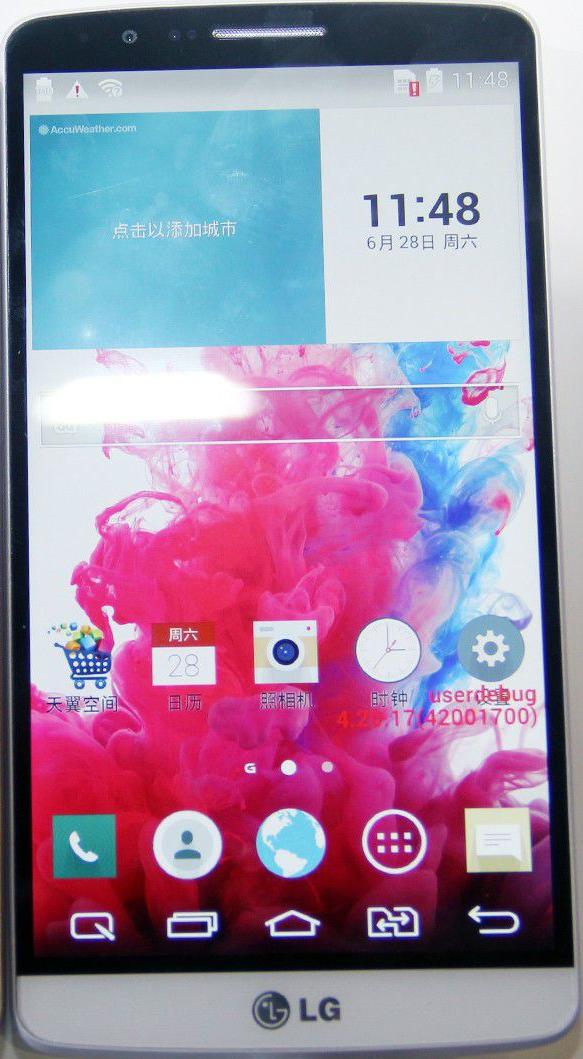 11:48
AccuWeather.com
点击以添加城市
11:48
6月 28日 周六
周六
28
天翼空间
日历
照相机
时钟
设置
userdebug
4.20.17(42001700)
G
LG